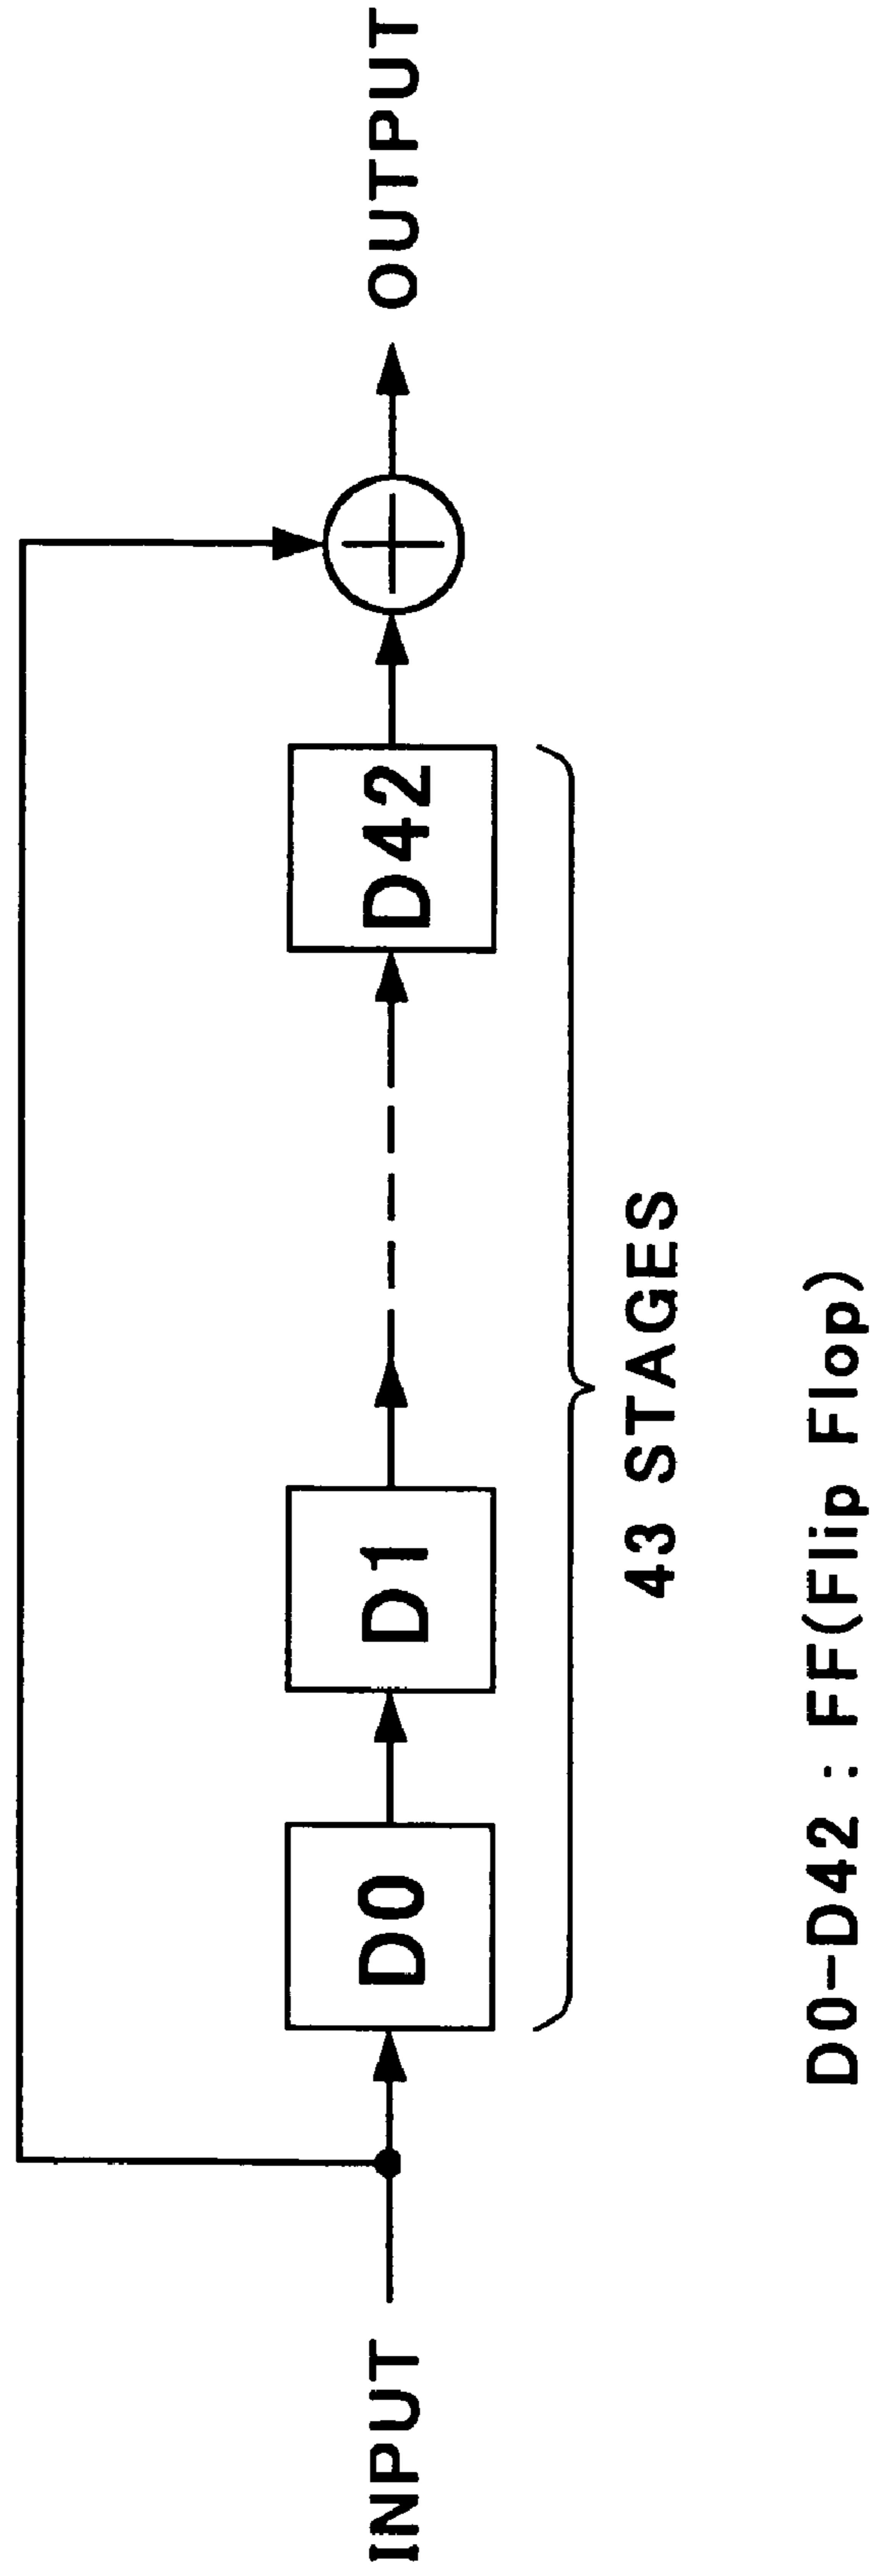 INPUT
D0
D1
D42
OUTPUT
43 STAGES
D0-D42 : FF(Flip Flop)